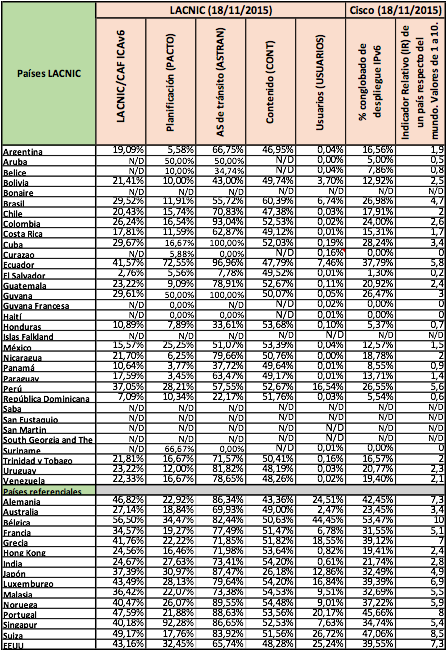 Países LACNIC
LACNIC (18/11/2015)
Cisco (18/11/2015)
LACNIC/CAF ICAv6
Planificación (PACTO)
AS de tránsito (ASTRAN)
Contenido (CONT)
Usuarios (USUARIOS)
% conglobado de despliegue IPv6
Indicador Relativo (IR) de un país respecto del mundo. Valores de 1 a 10.
Argentina 19,09% 5,58% 66,75% 46,95% 0,04% 16,56% 1,9
Aruba N/D 50,00% 50,00% N/D 0,00% 5,00% 0,5
Belice N/D 10,00% 34,74% N/D 0,04% 7,86% 0,8
Bolivia 21,41% 10,00% 43,00% 49,74% 3,70% 12,92% 2,5
Bonaire N/D N/D N/D N/D N/D N/D N/D
Brasil 29,52% 11,91% 55,72% 60,39% 6,74% 26,98% 4,7
Chile 20,43% 15,74% 70,83% 47,38% 0,03% 17,91% 2
Colombia 26,24% 16,54% 93,04% 52,53% 0,02% 24,00% 2,6
Costa Rica 17,81% 11,59% 62,87% 49,12% 0,01% 15,31% 1,7
Cuba 29,67% 16,67% 100,00% 52,03% 0,19% 28,24% 3,4
Curazao N/D 5,88% 0,00% N/D 0,16% 0,00% 0
Ecuador 41,57% 72,55% 96,96% 47,79% 7,46% 37,79% 5,8
El Salvador 2,76% 5,56% 7,78% 49,52% 0,01% 1,30% 0,2
Guatemala 23,22% 9,09% 78,91% 52,67% 0,11% 20,92% 2,4
Guyana 29,61% 50,00% 100,00% 50,07% 0,05% 26,47% 3
Guyana Francesa N/D 0,00% 0,00% N/D 0,02% 0,00% 0
Haití N/D 0,00% 0,00% N/D 0,01% 0,00% 0
Honduras 10,89% 7,89% 33,61% 53,68% 0,10% 5,37% 0,7
Islas Falkland N/D N/D N/D N/D N/D N/D N/D
México 15,57% 25,25% 51,07% 53,39% 0,04% 12,57% 1,5
Nicaragua 21,70% 6,25% 79,66% 50,76% 0,00% 18,78% 2
Panamá 10,64% 3,77% 37,72% 49,64% 0,01% 8,55% 0,9
Paraguay 17,59% 3,45% 63,47% 49,17% 0,01% 13,71% 1,4
Perú 37,05% 28,21% 57,55% 52,67% 16,54% 26,55% 5,6
República Dominicana 7,09% 10,34% 22,17% 51,76% 0,03% 5,54% 0,6
Saba N/D N/D N/D N/D N/D N/D N/D
San Eustaquio N/D N/D N/D N/D N/D N/D N/D
San Martin N/D N/D N/D N/D N/D N/D N/D
South Georgia and The N/D N/D N/D N/D N/D N/D N/D
Suriname N/D 66,67% 0,00% N/D 0,01% 0,00% 0
Trinidad y Tobago 21,81% 16,67% 71,57% 50,41% 0,16% 16,57% 2
Uruguay 23,22% 12,00% 81,82% 48,19% 0,03% 20,77% 2,3
Venezuela 22,33% 16,67% 78,65% 48,26% 0,02% 19,40% 2,1
Países referendales
Alemania 46,82% 22,92% 86,34% 43,36% 24,51% 42,45% 7,3
Australia 27,14% 18,84% 69,93% 49,00% 2,47% 23,45% 3,4
Bélgica 56,50% 34,47% 82,44% 50,63% 44,45% 53,47% 10
Francia 34,57% 19,27% 77,49% 51,47% 6,78% 31,55% 5,1
Grecia 41,76% 22,22% 71,85% 51,82% 18,55% 39,12% 7
Hong Kong 24,56% 16,46% 71,98% 53,64% 0,82% 19,41% 2,4
India 24,67% 27,63% 73,41% 54,20% 0,61% 21,74% 2,8
Japón 37,39% 30,97% 87,47% 26,18% 12,86% 32,49% 4,9
Luxemburgo 43,49% 28,13% 79,64% 54,20% 16,84% 39,39% 6,9
Malasia 36,42% 22,07% 73,38% 54,53% 9,51% 32,69% 5,5
Noruega 40,47% 26,07% 89,55% 54,48% 9,01% 37,22% 5,9
Portugal 47,59% 21,88% 88,63% 53,56% 20,17% 45,66% 8
Singapur 40,18% 92,28% 86,65% 52,53% 7,63% 34,74% 5,4
Suiza 49,17% 17,76% 83,92% 51,56% 26,72% 47,06% 8,5
EEUU 43,16% 32,45% 65,74% 54,28% 25,24% 39,55% 7,3